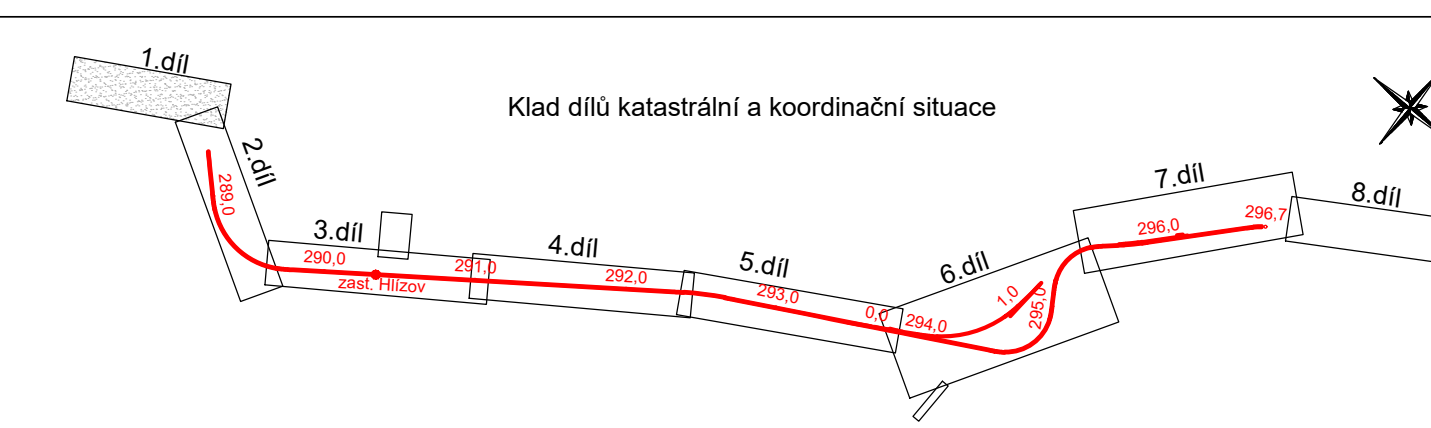 1.díl
Klad dílů katastrální a koordinační situace
2.díl
289,0
3.díl
290,0
zast. Hlízov
291,0
4.díl
292,0
5.díl
293,0
0,0
294,0
6.díl
1,0
295,0
7.díl
296,0
296,7
8.díl